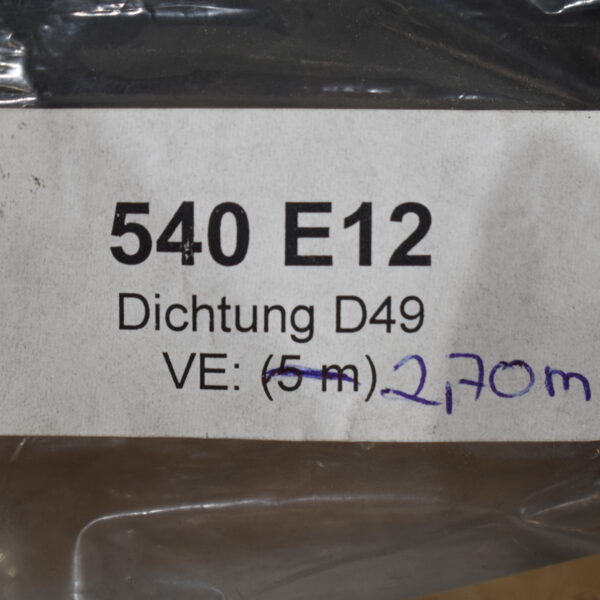 540 E12
Dichtung D49
VE: (5 m) 2,70m